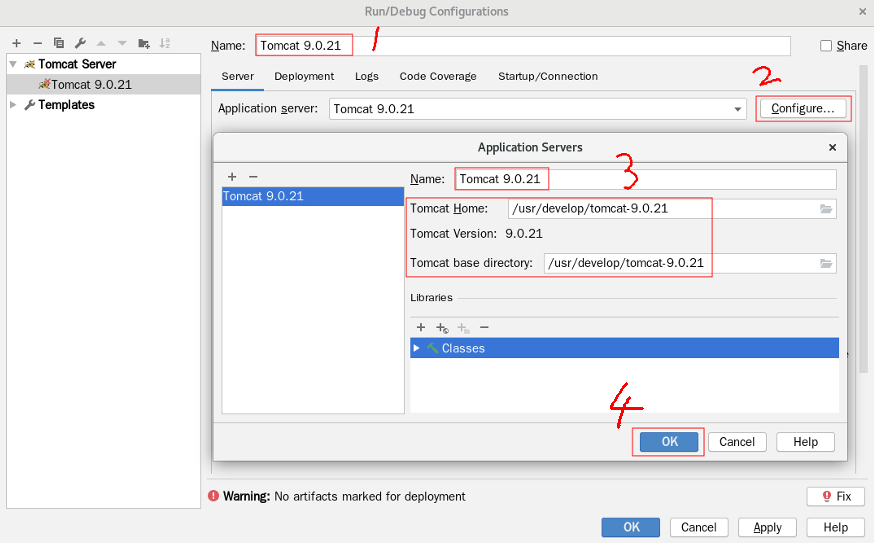 Run/Debug Configurations
Name: Tomcat 9.0.21 1 Share
Tomcat Server
Tomcat 9.0.21
Templates
Server Deployment Logs Code Coverage Startup/Connection
2
Application server: Tomcat 9.0.21 Configure...
Application Servers
Tomcat 9.0.21
Name: Tomcat 9.0.21 3
Tomcat Home: /usr/develop/tomcat-9.0.21
Tomcat Version: 9.0.21
Tomcat base directory: /usr/develop/tomcat-9.0.21
Libraries
Classes
4
OK Cancel Help
Warning: No artifacts marked for deployment Fix
OK Cancel Apply Help